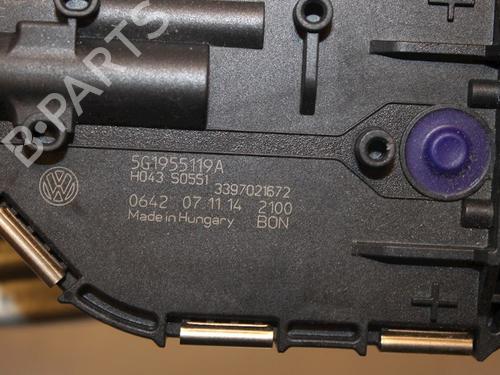 B-PARTS
5G1955119A
H043 S0551
3397021672
0642 07 11 14 2100
Made in Hungary BON